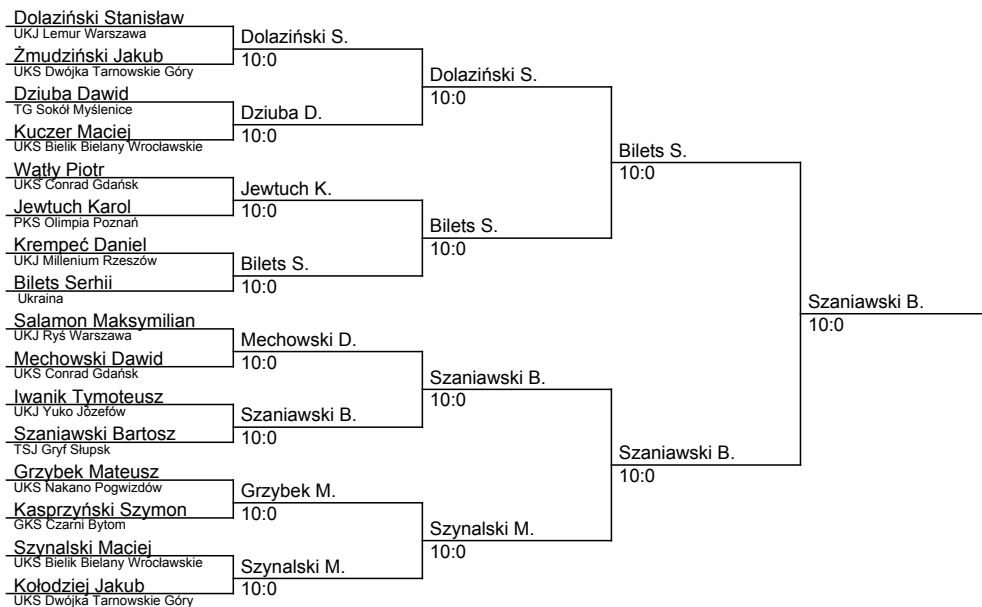 Dolaziński Stanisław
UKJ Lemur Warszawa
Żmudziński Jakub
UKS Dwójka Tarnowskie Góry
Dziuba Dawid
TG Sokół Myślenice
Kuczer Maciej
UKS Bielik Bielany Wrocławskie
Wątły Piotr
UKS Conrad Gdańsk
Jewtuch Karol
PKS Olimpia Poznań
Krempeć Daniel
UKJ Millenium Rzeszów
Bilets Serhii
Ukraina
Salamon Maksymilian
UKJ Ryś Warszawa
Mechowski Dawid
UKS Conrad Gdańsk
Iwanik Tymoteusz
UKJ Yuko Józefów
Szaniawski Bartosz
TSJ Gryf Słupsk
Grzybek Mateusz
UKS Nakano Pogwizdów
Kasprzyński Szymon
GKS Czarni Bytom
Szynalski Maciej
UKS Bielik Bielany Wrocławskie
Kołodziej Jakub
UKS Dwójka Tarnowskie Góry
Dolaziński S.
10:0
Dziuba D.
10:0
Jewtuch K.
10:0
Bilets S.
10:0
Mechowski D.
10:0
Szaniawski B.
10:0
Grzybek M.
10:0
Szynalski M.
10:0
Dolaziński S.
10:0
Bilets S.
10:0
Szaniawski B.
10:0
Szynalski M.
10:0
Bilets S.
10:0
Szaniawski B.
10:0
Szaniawski B.
10:0